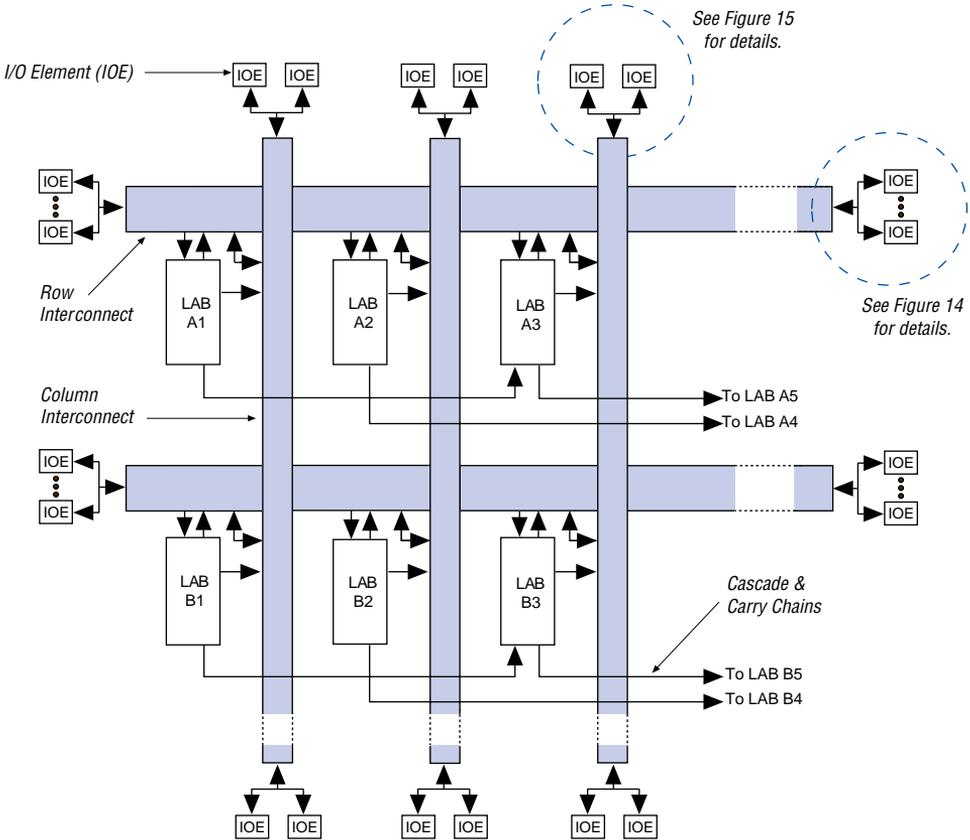 See Figure 15
for details.
I/O Element (IOE)
IOE IOE IOE IOE IOE IOE
IOE IOE
IOE IOE
Row
Interconnect
LAB
A1
LAB
A2
LAB
A3
See Figure 14
for details.
Column
Interconnect
To LAB A5
To LAB A4
IOE IOE
IOE IOE
LAB
B1
LAB
B2
LAB
B3
Cascade &
Carry Chains
To LAB B5
To LAB B4
IOE IOE IOE IOE IOE IOE